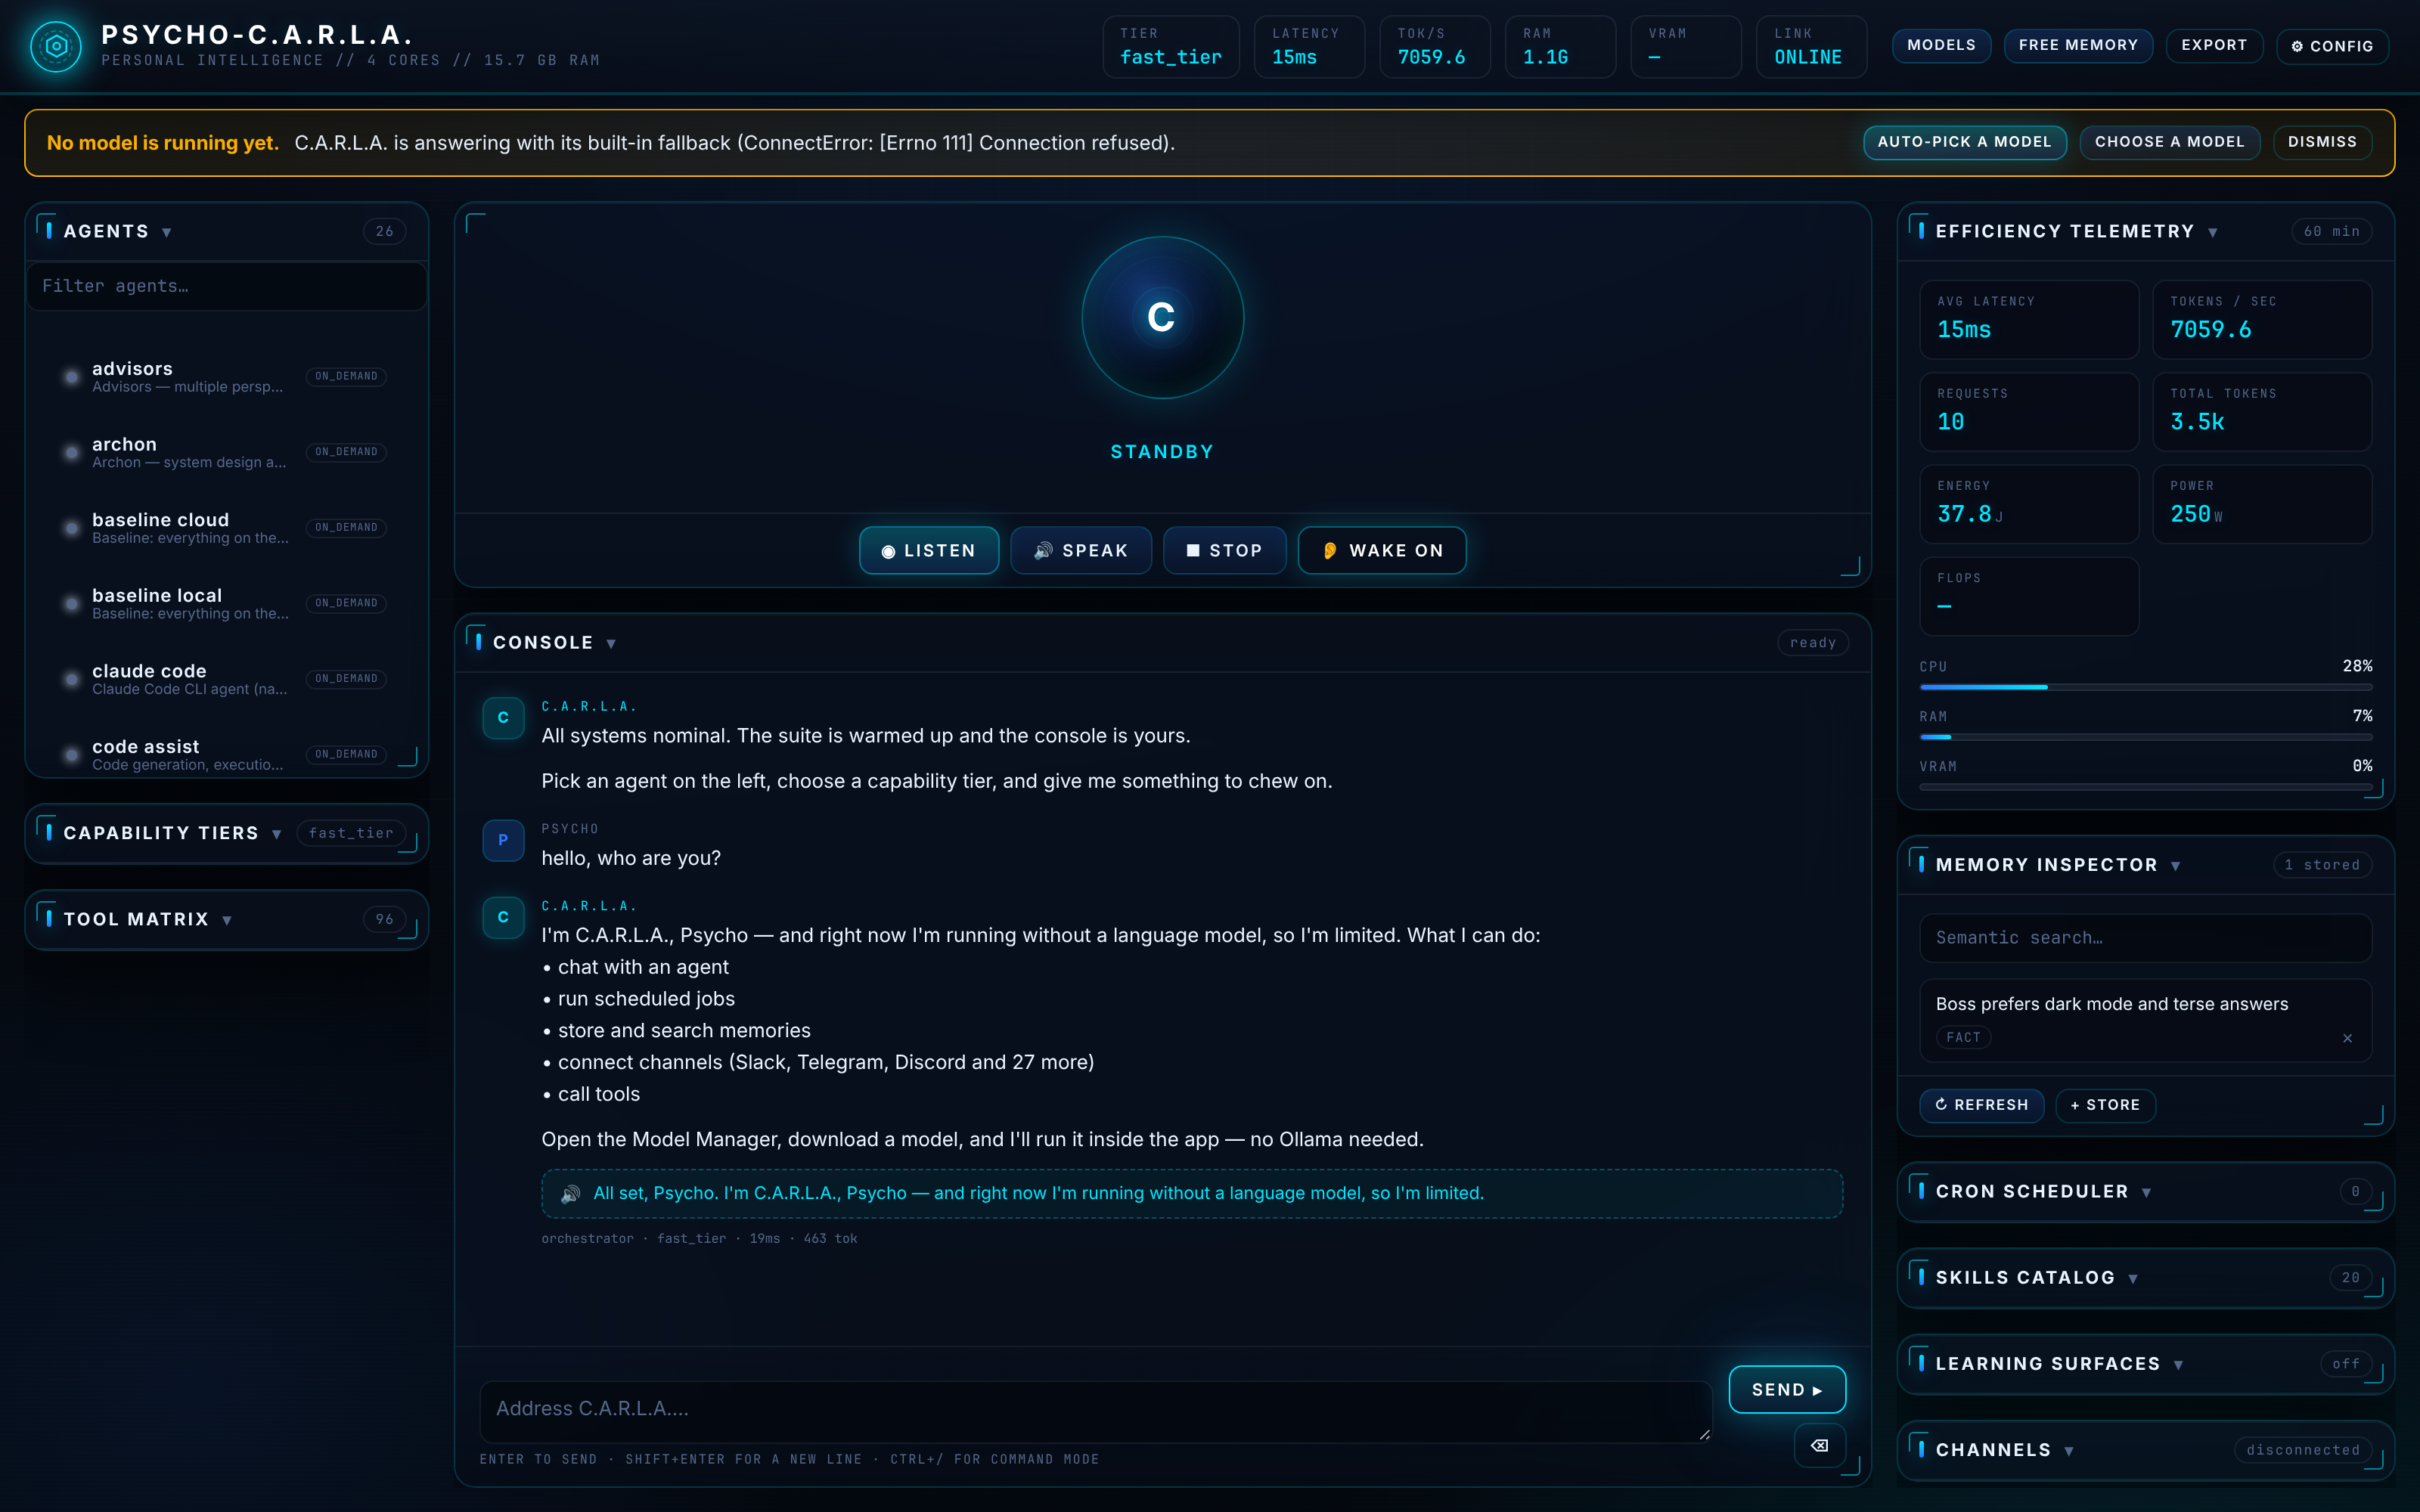 PSYCHO-C.A.R.L.A.
PERSONAL INTELLIGENCE // 4 CORES // 15.7 GB RAM
TIER
fast_tier
LATENCY
15ms
TOK/S
7059.6
RAM
1.1G
VRAM
—
LINK
ONLINE
MODELS
FREE MEMORY
EXPORT
⚙ CONFIG
No model is running yet. C.A.R.L.A. is answering with its built-in fallback (ConnectError: [Errno 111] Connection refused).
AUTO-PICK A MODEL
CHOOSE A MODEL
DISMISS
AGENTS ▼
26
Filter agents…
advisors
Advisors — multiple persp…
ON_DEMAND
archon
Archon — system design a…
ON_DEMAND
baseline cloud
Baseline: everything on the…
ON_DEMAND
baseline local
Baseline: everything on the…
ON_DEMAND
claude code
Claude Code CLI agent (na…
ON_DEMAND
code assist
Code generation, executio…
ON_DEMAND
CAPABILITY TIERS ▼
fast_tier
TOOL MATRIX ▼
96
C
STANDBY
◉ LISTEN
🔊 SPEAK
■ STOP
👂 WAKE ON
CONSOLE ▼
ready
C
C.A.R.L.A.
All systems nominal. The suite is warmed up and the console is yours.
Pick an agent on the left, choose a capability tier, and give me something to chew on.
P
PSYCHO
hello, who are you?
C
C.A.R.L.A.
I'm C.A.R.L.A., Psycho — and right now I'm running without a language model, so I'm limited. What I can do:
• chat with an agent
• run scheduled jobs
• store and search memories
• connect channels (Slack, Telegram, Discord and 27 more)
• call tools
Open the Model Manager, download a model, and I'll run it inside the app — no Ollama needed.
🔊 All set, Psycho. I'm C.A.R.L.A., Psycho — and right now I'm running without a language model, so I'm limited.
orchestrator · fast_tier · 19ms · 463 tok
Address C.A.R.L.A.…
SEND ▸
⌫
ENTER TO SEND · SHIFT+ENTER FOR A NEW LINE · CTRL+/ FOR COMMAND MODE
EFFICIENCY TELEMETRY ▼
60 min
AVG LATENCY
15ms
TOKENS / SEC
7059.6
REQUESTS
10
TOTAL TOKENS
3.5k
ENERGY
37.8 J
POWER
250 W
FLOPS
—
CPU
28%
RAM
7%
VRAM
0%
MEMORY INSPECTOR ▼
1 stored
Semantic search…
Boss prefers dark mode and terse answers
FACT
×
↻ REFRESH
+ STORE
CRON SCHEDULER ▼
0
SKILLS CATALOG ▼
20
LEARNING SURFACES ▼
off
CHANNELS ▼
disconnected